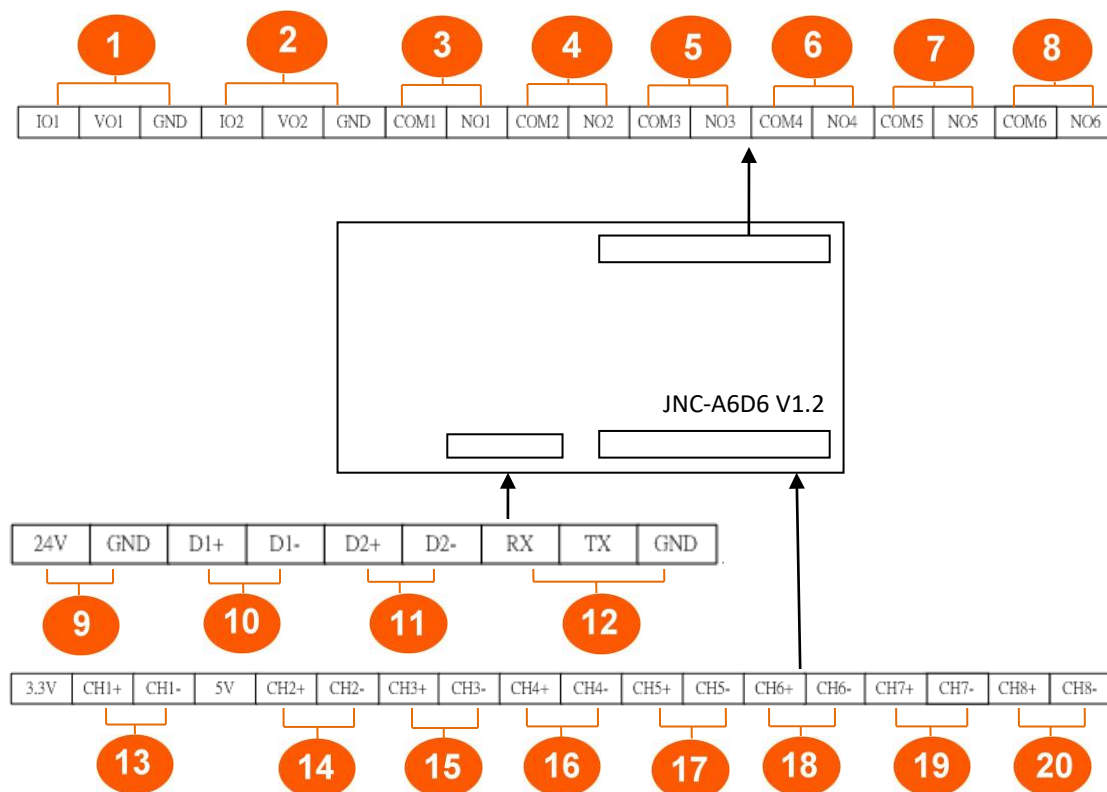 1 2 3 4 5 6 7 8
IO1 VO1 GND IO2 VO2 GND COM1 NO1 COM2 NO2 COM3 NO3 COM4 NO4 COM5 NO5 COM6 NO6
JNC-A6D6 V1.2
24V GND D1+ D1- D2+ D2- RX TX GND
9 10 11 12
3.3V CH1+ CH1- 5V CH2+ CH2- CH3+ CH3- CH4+ CH4- CH5+ CH5- CH6+ CH6- CH7+ CH7- CH8+ CH8-
13 14 15 16 17 18 19 20